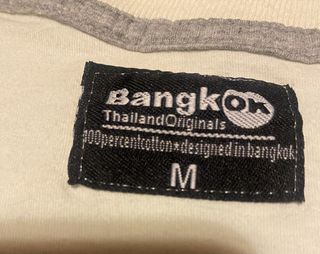 BangkOK
ThailandOriginals
100percentcotton*designed in bangkok
M